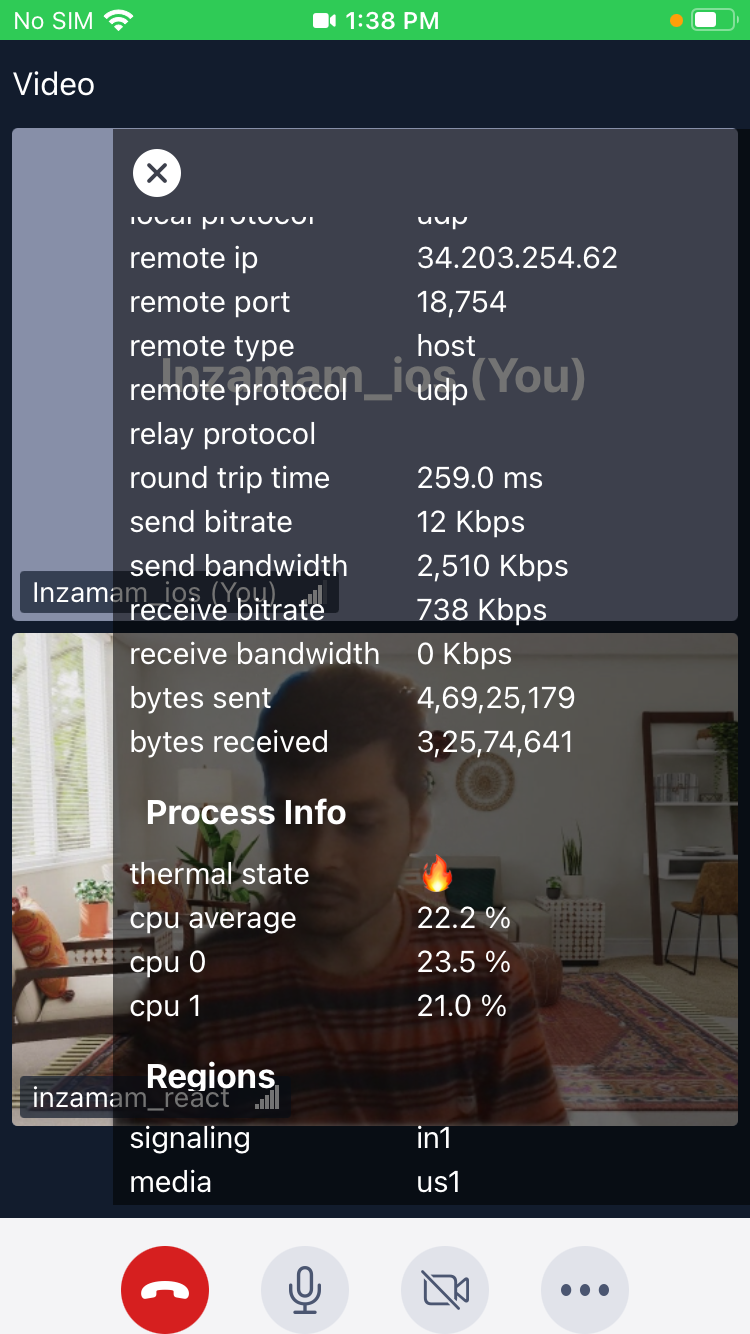 No SIM 1:38 PM
Video
local protocol udp
remote ip 34.203.254.62
remote port 18,754
remote type host
Inzamam_ios (You)
remote protocol udp
relay protocol
round trip time 259.0 ms
send bitrate 12 Kbps
send bandwidth 2,510 Kbps
Inzamam_ios (You)
receive bitrate 738 Kbps
receive bandwidth 0 Kbps
bytes sent 4,69,25,179
bytes received 3,25,74,641
Process Info
thermal state 🔥
cpu average 22.2 %
cpu 0 23.5 %
cpu 1 21.0 %
Regions
inzamam_react
signaling in1
media us1